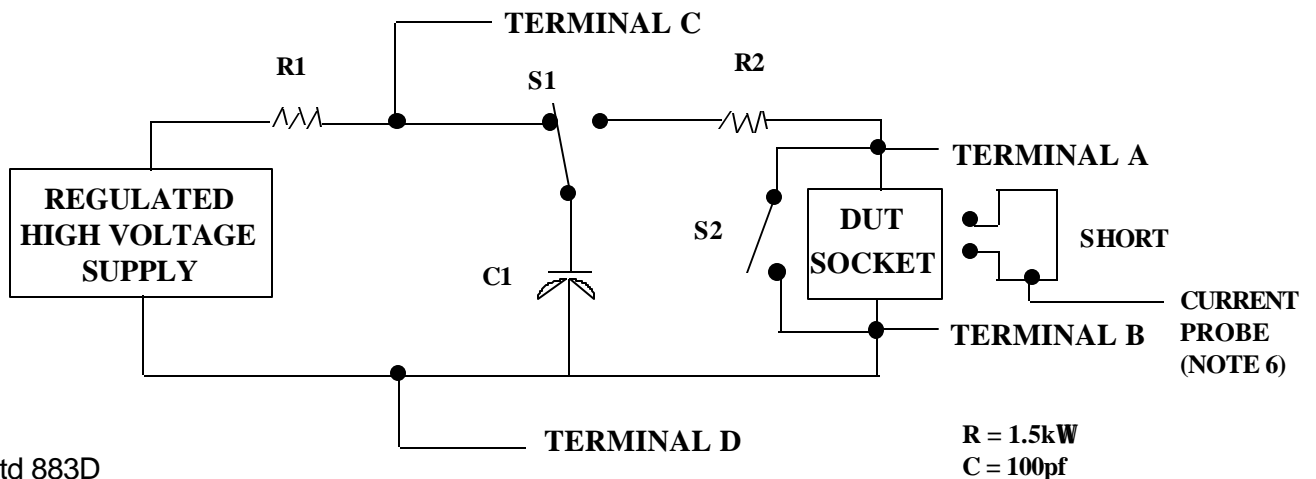 TERMINAL C
R1
S1
R2
TERMINAL A
REGULATED
HIGH VOLTAGE
SUPPLY
DUT
SOCKET
S2
SHORT
C1
CURRENT
PROBE
(NOTE 6)
TERMINAL B
TERMINAL D
R = 1.5kW
C = 100pf
td 883D